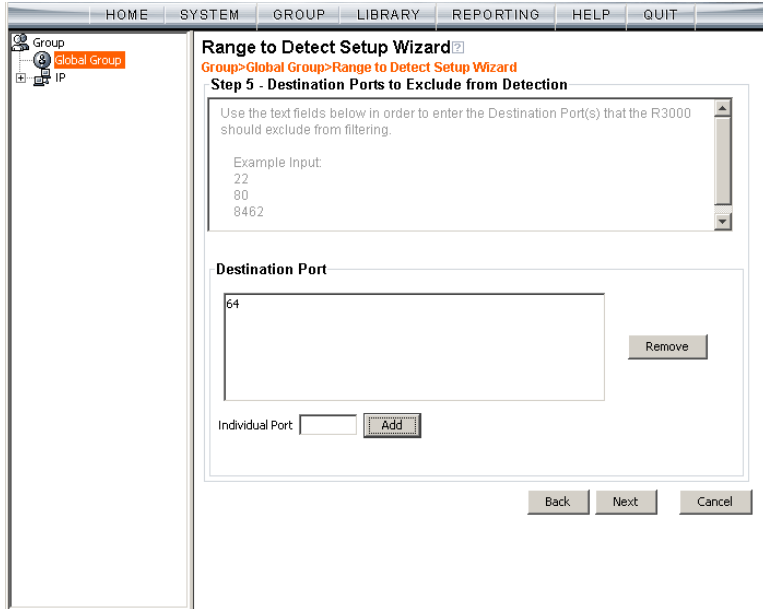 HOME SYSTEM GROUP LIBRARY REPORTING HELP QUIT
Group
Global Group
IP
Range to Detect Setup Wizard?
Group>Global Group>Range to Detect Setup Wizard
Step 5 - Destination Ports to Exclude from Detection
Use the text fields below in order to enter the Destination Port(s) that the R3000
should exclude from filtering.
Example Input:
22
80
8462
Destination Port
64
Remove
Individual Port Add
Back Next Cancel